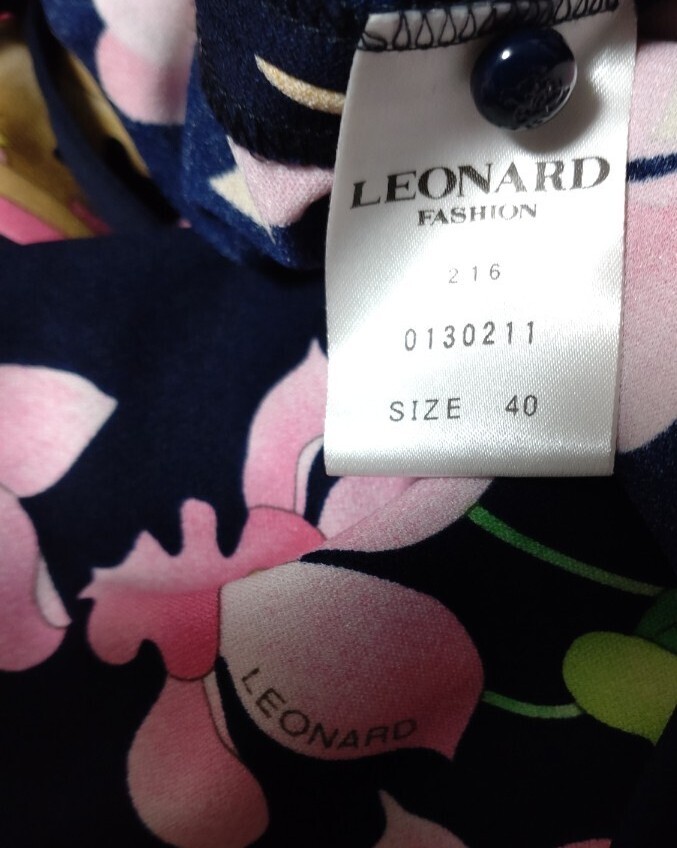 LEONARD
FASHION
216
0130211
SIZE 40
LEONARD